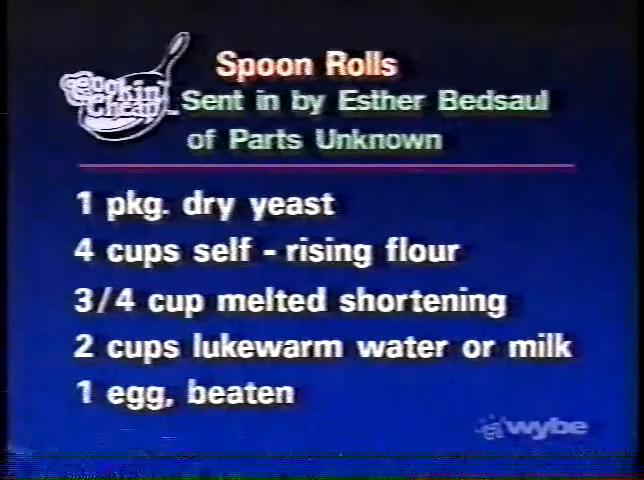 Cookin' Cheap
Spoon Rolls
Sent in by Esther Bedsaul
of Parts Unknown
1 pkg. dry yeast
4 cups self - rising flour
3/4 cup melted shortening
2 cups lukewarm water or milk
1 egg, beaten
wybe